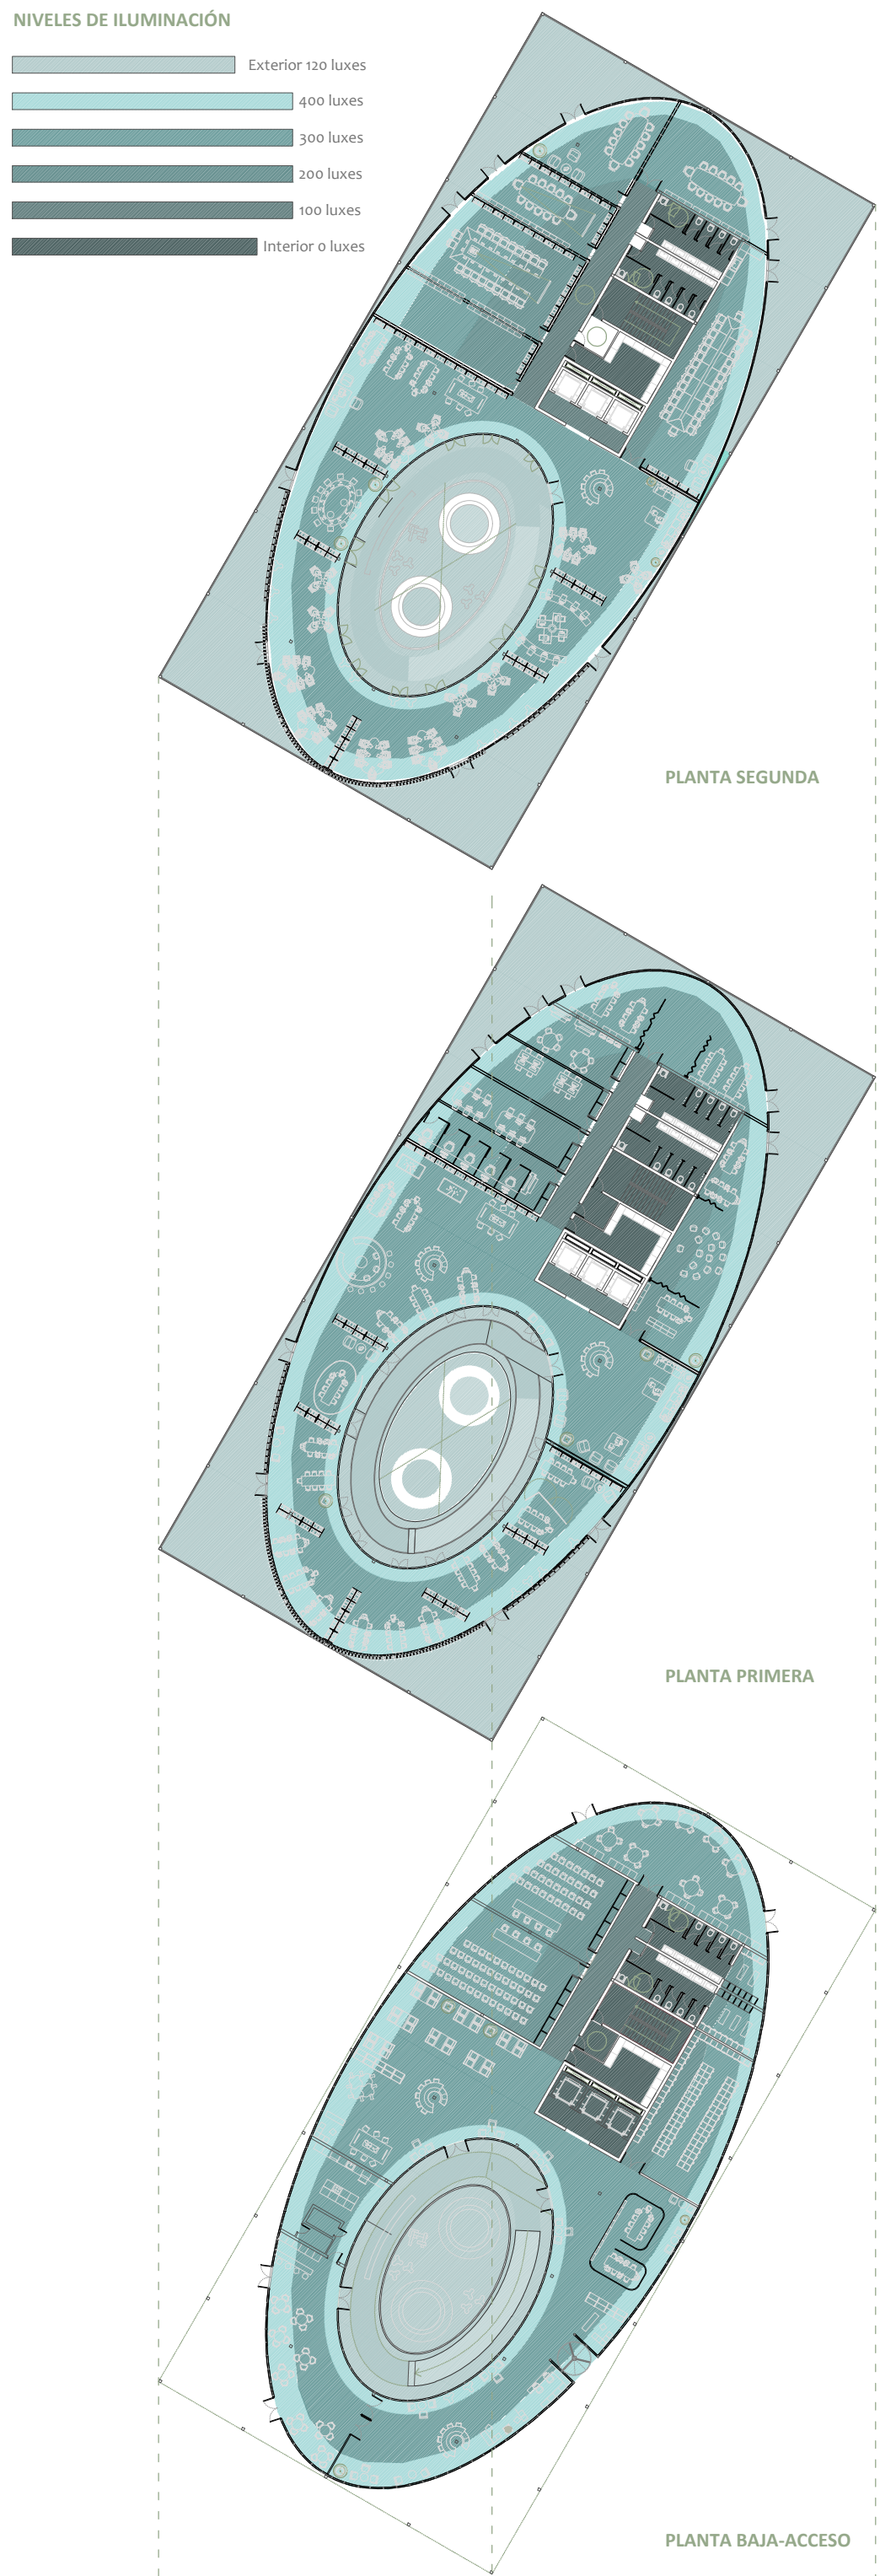 NIVELES DE ILUMINACIÓN
Exterior 120 luxes
400 luxes
300 luxes
200 luxes
100 luxes
Interior 0 luxes
PLANTA SEGUNDA
PLANTA PRIMERA
PLANTA BAJA-ACCESO